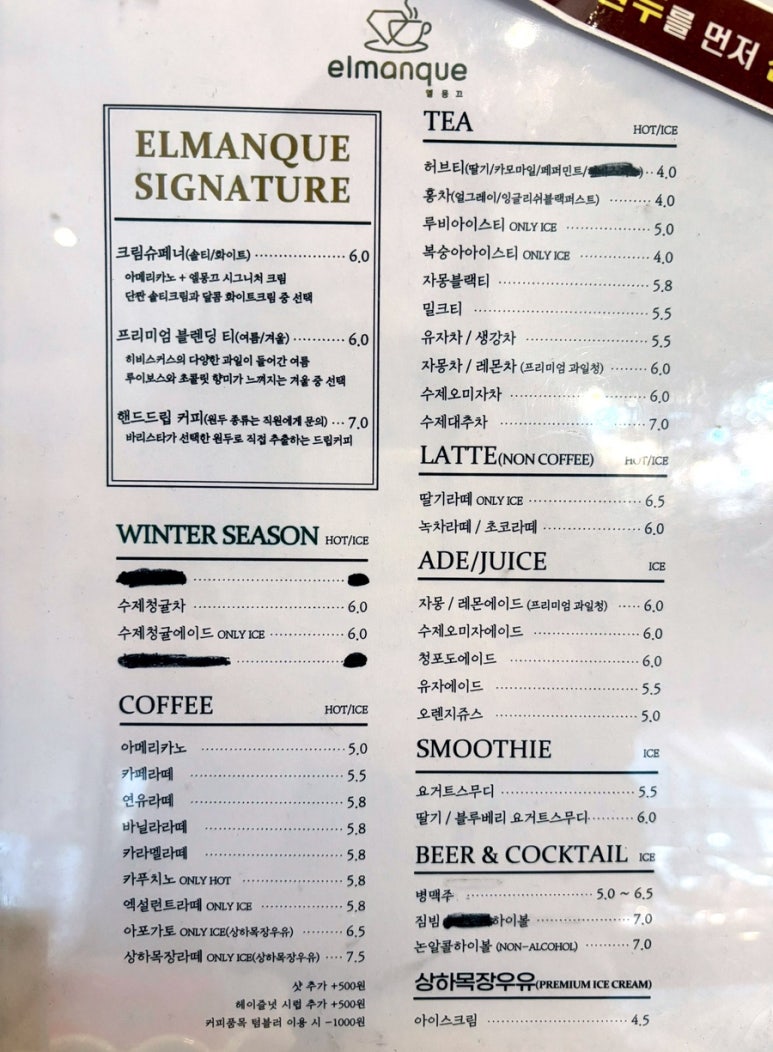 elmanque
엘몽끄
를 먼저
ELMANQUE
SIGNATURE
크림슈페너(솔티/화이트) 6.0
아메리카노 + 엘몽끄 시그니처 크림
단짠 솔티크림과 달콤 화이트크림 중 선택
프리미엄 블렌딩 티(여름/겨울) 6.0
히비스커스의 다양한 과일이 들어간 여름
루이보스와 초콜릿 향미가 느껴지는 겨울 중 선택
핸드드립 커피(원두 종류는 직원에게 문의) 7.0
바리스타가 선택한 원두로 직접 추출하는 드립커피
WINTER SEASON HOT/ICE
수제청귤차 6.0
수제청귤에이드 ONLY ICE 6.0
COFFEE HOT/ICE
아메리카노 5.0
카페라떼 5.5
연유라떼 5.8
바닐라라떼 5.8
카라멜라떼 5.8
카푸치노 ONLY HOT 5.8
엑설런트라떼 ONLY ICE 5.8
아포가토 ONLY ICE(상하목장우유) 6.5
상하목장라떼 ONLY ICE(상하목장우유) 7.5
샷 추가 +500원
헤이즐넛 시럽 추가 +500원
커피품목 텀블러 이용 시 -1000원
TEA HOT/ICE
허브티(딸기/카모마일/페퍼민트/ ) 4.0
홍차(얼그레이/잉글리쉬블랙퍼스트) 4.0
루비아이스티 ONLY ICE 5.0
복숭아아이스티 ONLY ICE 4.0
자몽블랙티 5.8
밀크티 5.5
유자차 / 생강차 5.5
자몽차 / 레몬차 (프리미엄 과일청) 6.0
수제오미자차 6.0
수제대추차 7.0
LATTE(NON COFFEE) HOT/ICE
딸기라떼 ONLY ICE 6.5
녹차라떼 / 초코라떼 6.0
ADE/JUICE ICE
자몽 / 레몬에이드 (프리미엄 과일청) 6.0
수제오미자에이드 6.0
청포도에이드 6.0
유자에이드 5.5
오렌지쥬스 5.0
SMOOTHIE ICE
요거트스무디 5.5
딸기 / 블루베리 요거트스무디 6.0
BEER & COCKTAIL ICE
병맥주 5.0 ~ 6.5
짐빔 하이볼 7.0
논알콜하이볼 (NON-ALCOHOL) 7.0
상하목장우유(PREMIUM ICE CREAM)
아이스크림 4.5